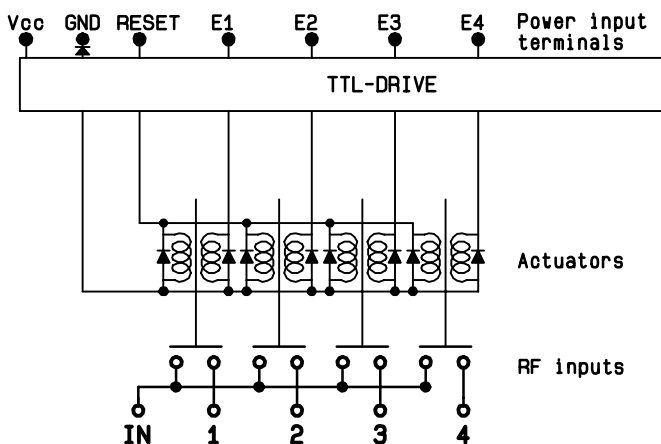 Vcc GND RESET E1 E2 E3 E4 Power input
terminals
TTL-DRIVE
Actuators
RF inputs
IN 1 2 3 4